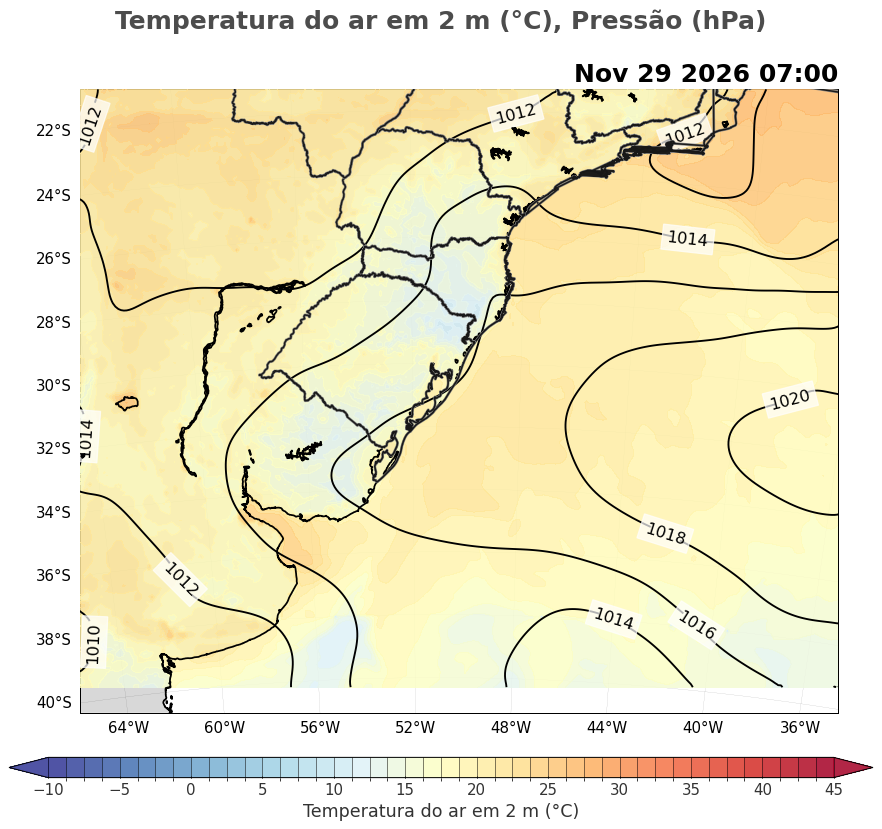 Temperatura do ar em 2 m (°C), Pressão (hPa)
Nov 29 2026 07:00
1012
1012
1012
22°S
24°S
1014
26°S
28°S
30°S
1020
1014
32°S
34°S
1018
1012
36°S
1014
1016
1010
38°S
40°S
64°W 60°W 56°W 52°W 48°W 44°W 40°W 36°W
−10 −5 0 5 10 15 20 25 30 35 40 45
Temperatura do ar em 2 m (°C)